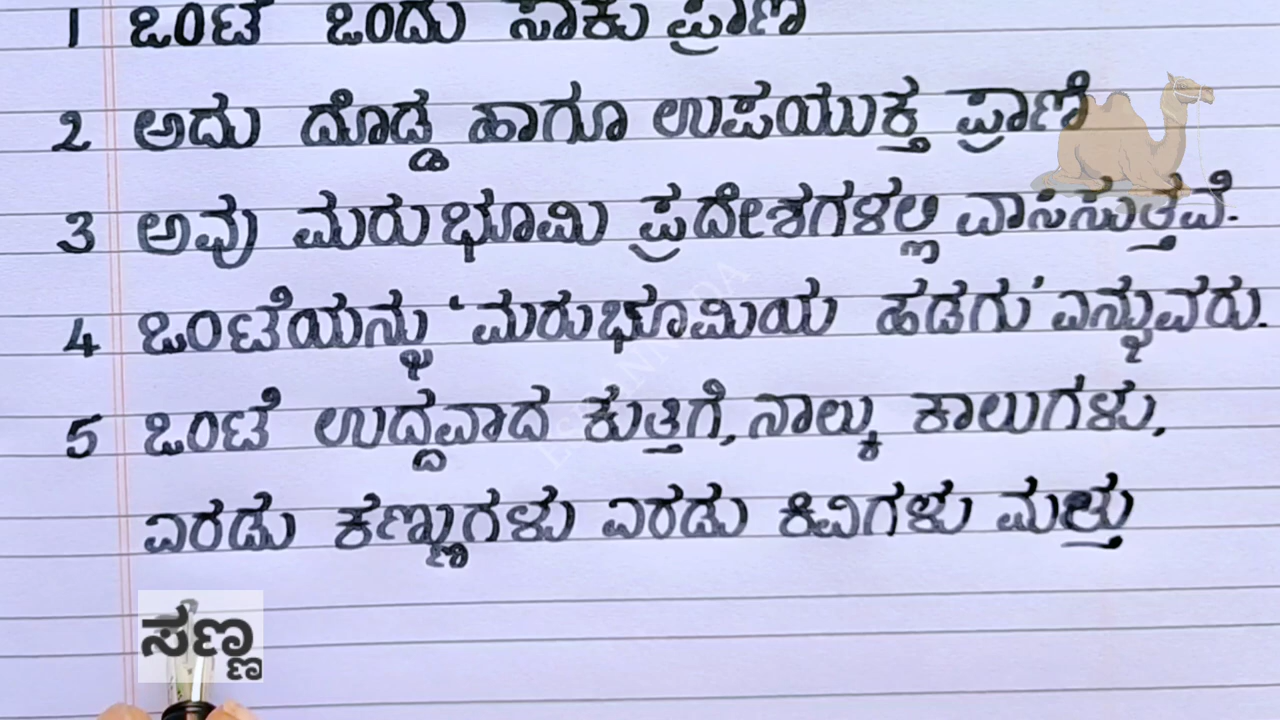 1 ಒಂಟೆ ಒಂದು ಸಾಕು ಪ್ರಾಣಿ
2 ಅದು ದೊಡ್ಡ ಹಾಗೂ ಉಪಯುಕ್ತ ಪ್ರಾಣಿ
3 ಅವು ಮರುಭೂಮಿ ಪ್ರದೇಶಗಳಲ್ಲಿ ವಾಸಿಸುತ್ತವೆ.
4 ಒಂಟೆಯನ್ನು 'ಮರುಭೂಮಿಯ ಹಡಗು' ಎನ್ನುವರು.
5 ಒಂಟೆ ಉದ್ದವಾದ ಕುತ್ತಿಗೆ, ನಾಲ್ಕು ಕಾಲುಗಳು,
ಎರಡು ಕಣ್ಣುಗಳು ಎರಡು ಕಿವಿಗಳು ಮತ್ತು
ಸಣ್ಣ